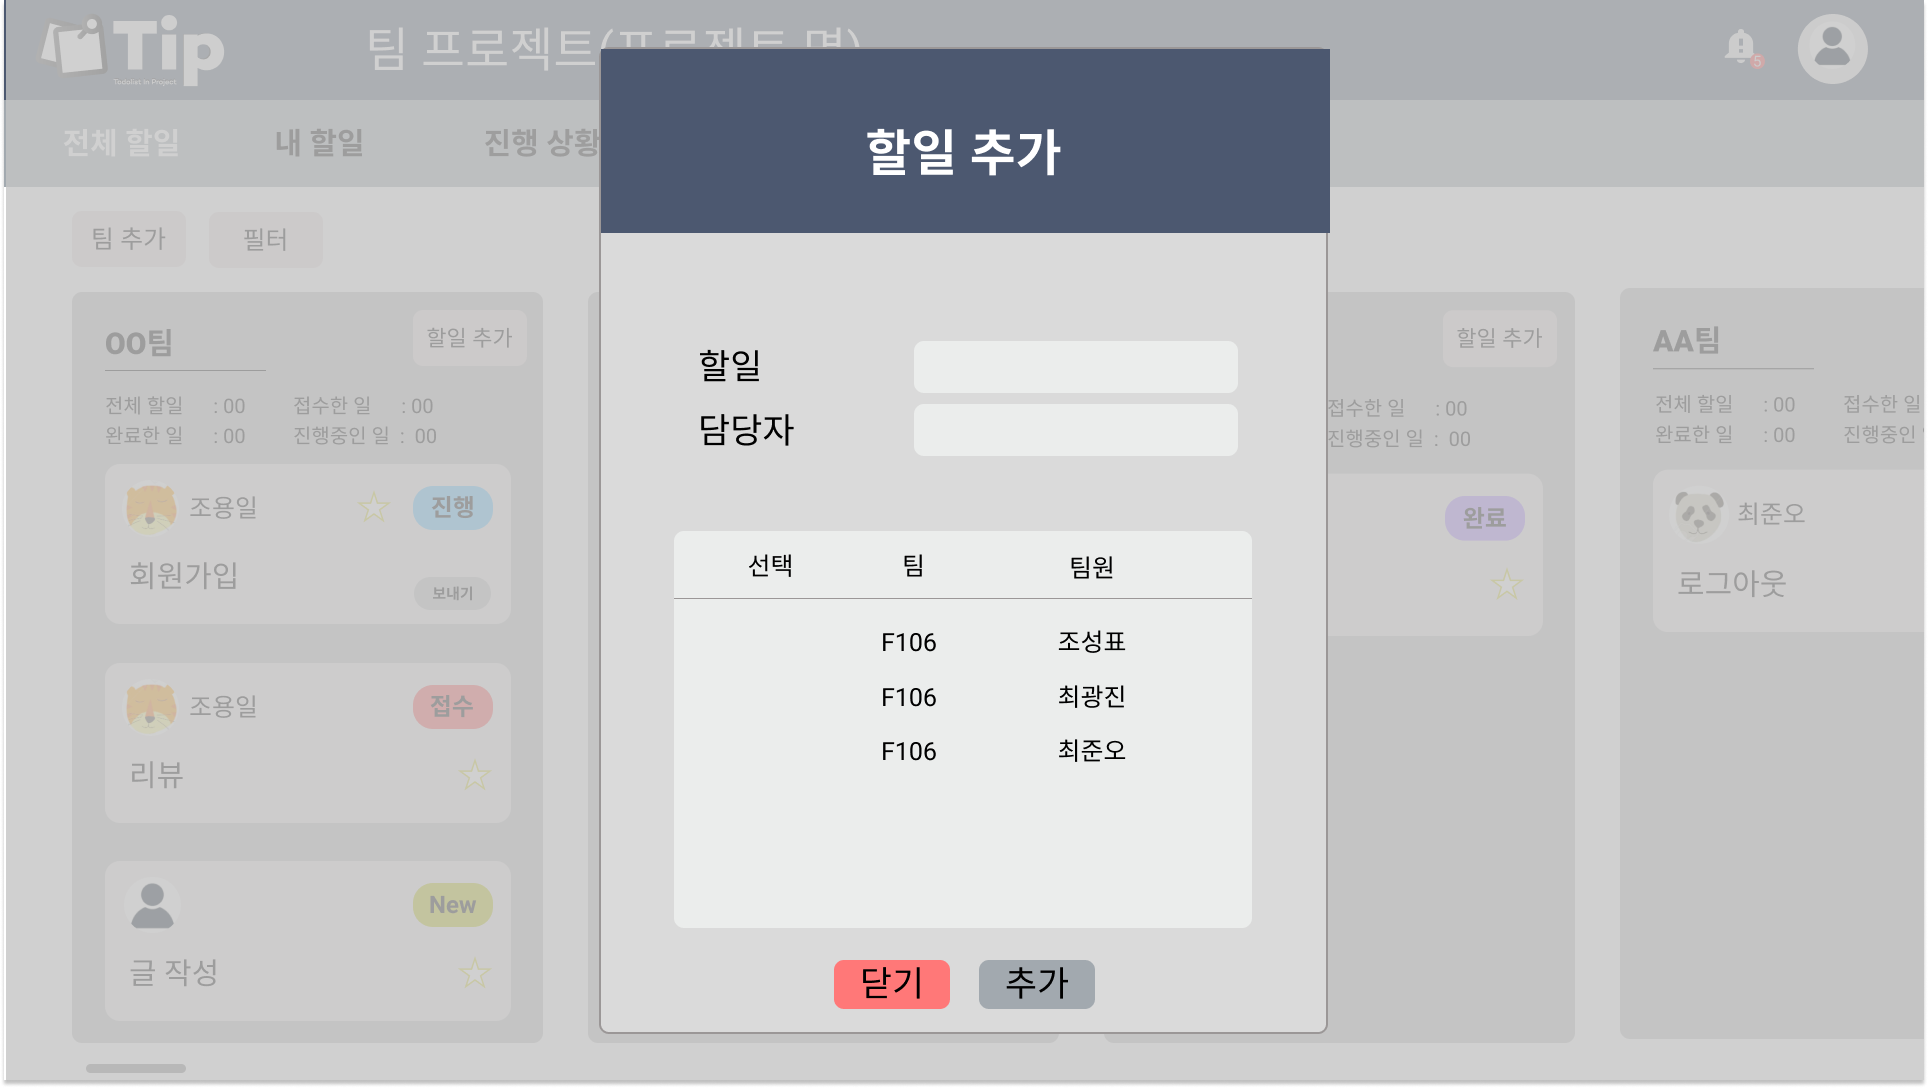 Tip
Todolist In Project
팀 프로젝트(프로젝트 명)
5
전체 할일 내 할일 진행 상황
팀 추가 필터
OO팀
할일 추가
전체 할일 : 00 접수한 일 : 00
완료한 일 : 00 진행중인 일 : 00
조용일 진행
회원가입
보내기
조용일 접수
리뷰
New
글 작성
할일 추가
할일
담당자
선택 팀 팀원
F106 조성표
F106 최광진
F106 최준오
닫기 추가
할일 추가
접수한 일 : 00
진행중인 일 : 00
완료
AA팀
전체 할일 : 00 접수한 일
완료한 일 : 00 진행중인 일
최준오
로그아웃